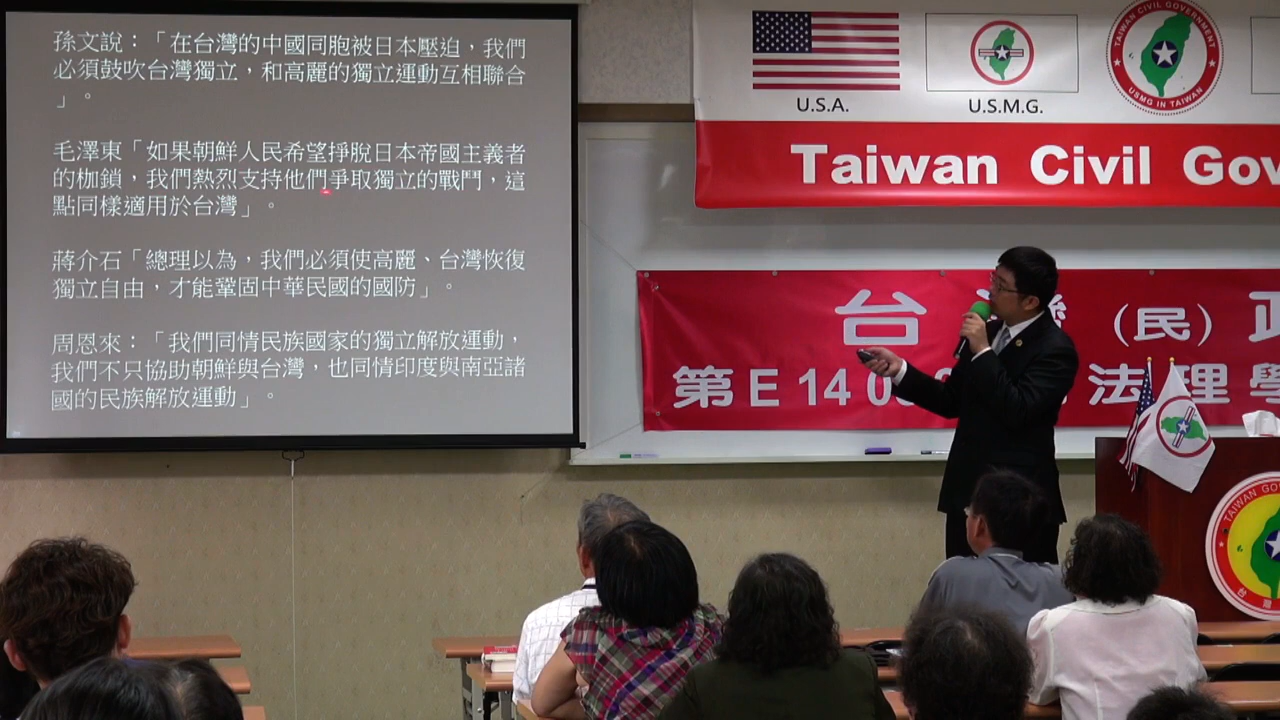 孫文說：「在台灣的中國同胞被日本壓迫，我們
必須鼓吹台灣獨立，和高麗的獨立運動互相聯合
」。
毛澤東「如果朝鮮人民希望掙脫日本帝國主義者
的枷鎖，我們熱烈支持他們爭取獨立的戰鬥，這
點同樣適用於台灣」。
蔣介石「總理以為，我們必須使高麗、台灣恢復
獨立自由，才能鞏固中華民國的國防」。
周恩來：「我們同情民族國家的獨立解放運動，
我們不只協助朝鮮與台灣，也同情印度與南亞諸
國的民族解放運動」。
U.S.A.
U.S.M.G.
TAIWAN CIVIL GOVERNMENT
USMG IN TAIWAN
Taiwan Civil Gov
台灣（民）政
第E 14 0
法理學
TAIWAN GO
台灣